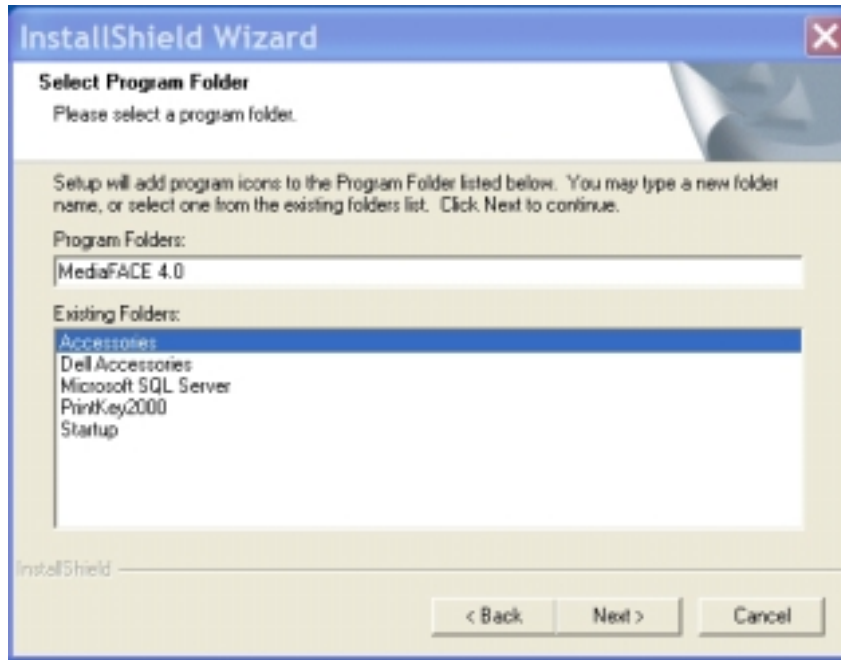 InstallShield Wizard
Select Program Folder
Please select a program folder.
Setup will add program icons to the Program Folder listed below. You may type a new folder
name, or select one from the existing folders list. Click Next to continue.
Program Folders:
MediaFACE 4.0
Existing Folders:
Accessories
Dell Accessories
Microsoft SQL Server
PrintKey2000
Startup
InstallShield
< Back Next > Cancel